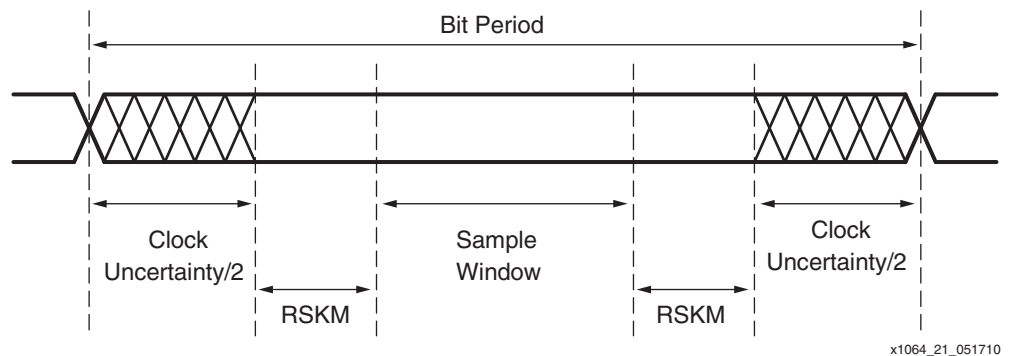 Bit Period
Clock
Uncertainty/2
Sample
Window
Clock
Uncertainty/2
RSKM
RSKM
x1064_21_051710